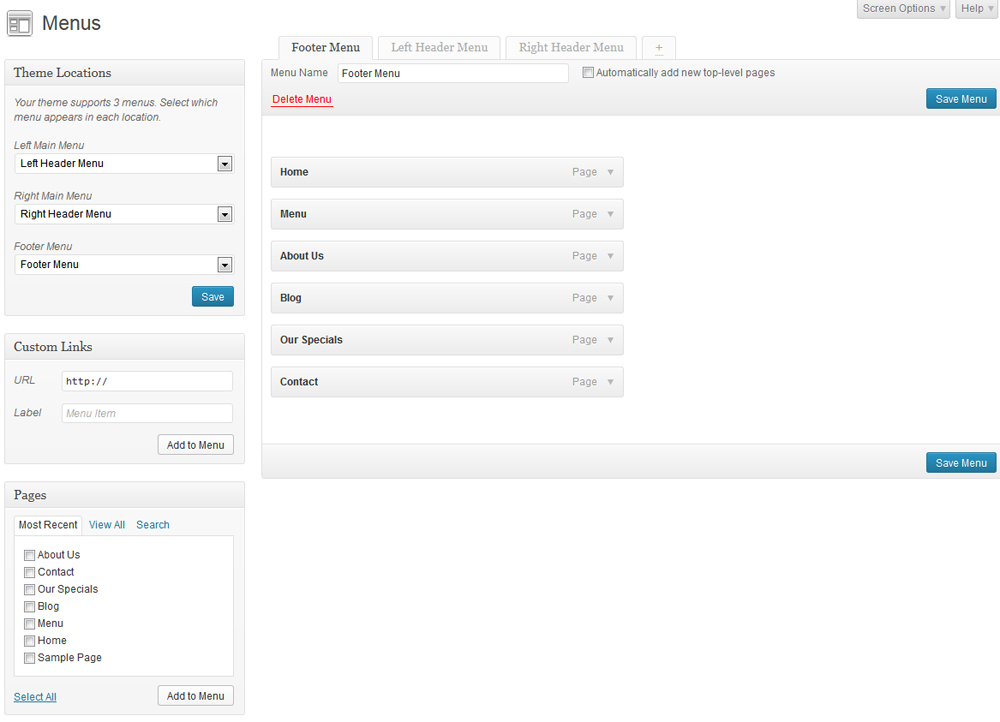 Screen Options
Help
Menus
Theme Locations
Your theme supports 3 menus. Select which
menu appears in each location.
Left Main Menu
Left Header Menu
Right Main Menu
Right Header Menu
Footer Menu
Footer Menu
Save
Custom Links
URL
http://
Label
Menu Item
Add to Menu
Pages
Most Recent View All Search
About Us
Contact
Our Specials
Blog
Menu
Home
Sample Page
Select All
Add to Menu
Footer Menu Left Header Menu Right Header Menu +
Menu Name Footer Menu Automatically add new top-level pages
Delete Menu
Save Menu
Home Page
Menu Page
About Us Page
Blog Page
Our Specials Page
Contact Page
Save Menu